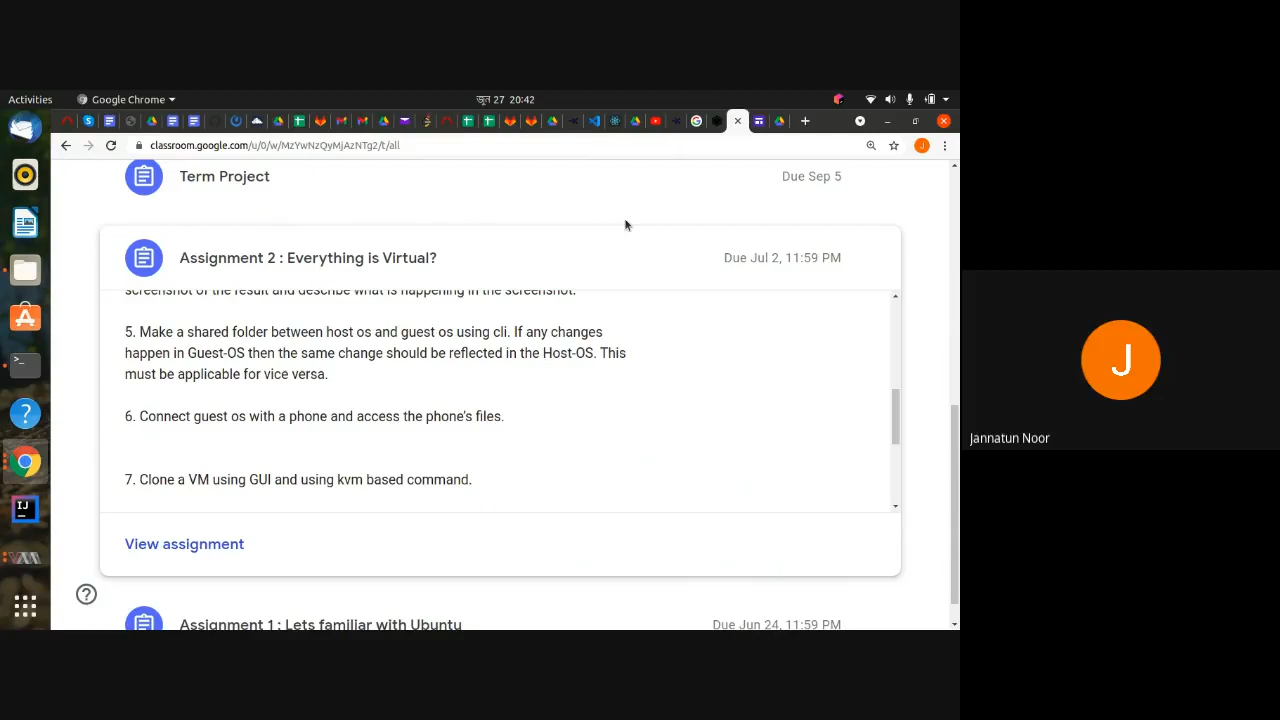 Activities
Google Chrome
জুন 27 20:42
classroom.google.com/u/0/w/MzYwNzQyMjAzNTg2/t/all
J
Term Project
Due Sep 5
Assignment 2 : Everything is Virtual?
Due Jul 2, 11:59 PM
screenshot of the result and describe what is happening in the screenshot.
5. Make a shared folder between host os and guest os using cli. If any changes
happen in Guest-OS then the same change should be reflected in the Host-OS. This
must be applicable for vice versa.
6. Connect guest os with a phone and access the phone's files.
7. Clone a VM using GUI and using kvm based command.
View assignment
Assignment 1 : Lets familiar with Ubuntu
Due Jun 24, 11:59 PM
J
Jannatun Noor
IJ